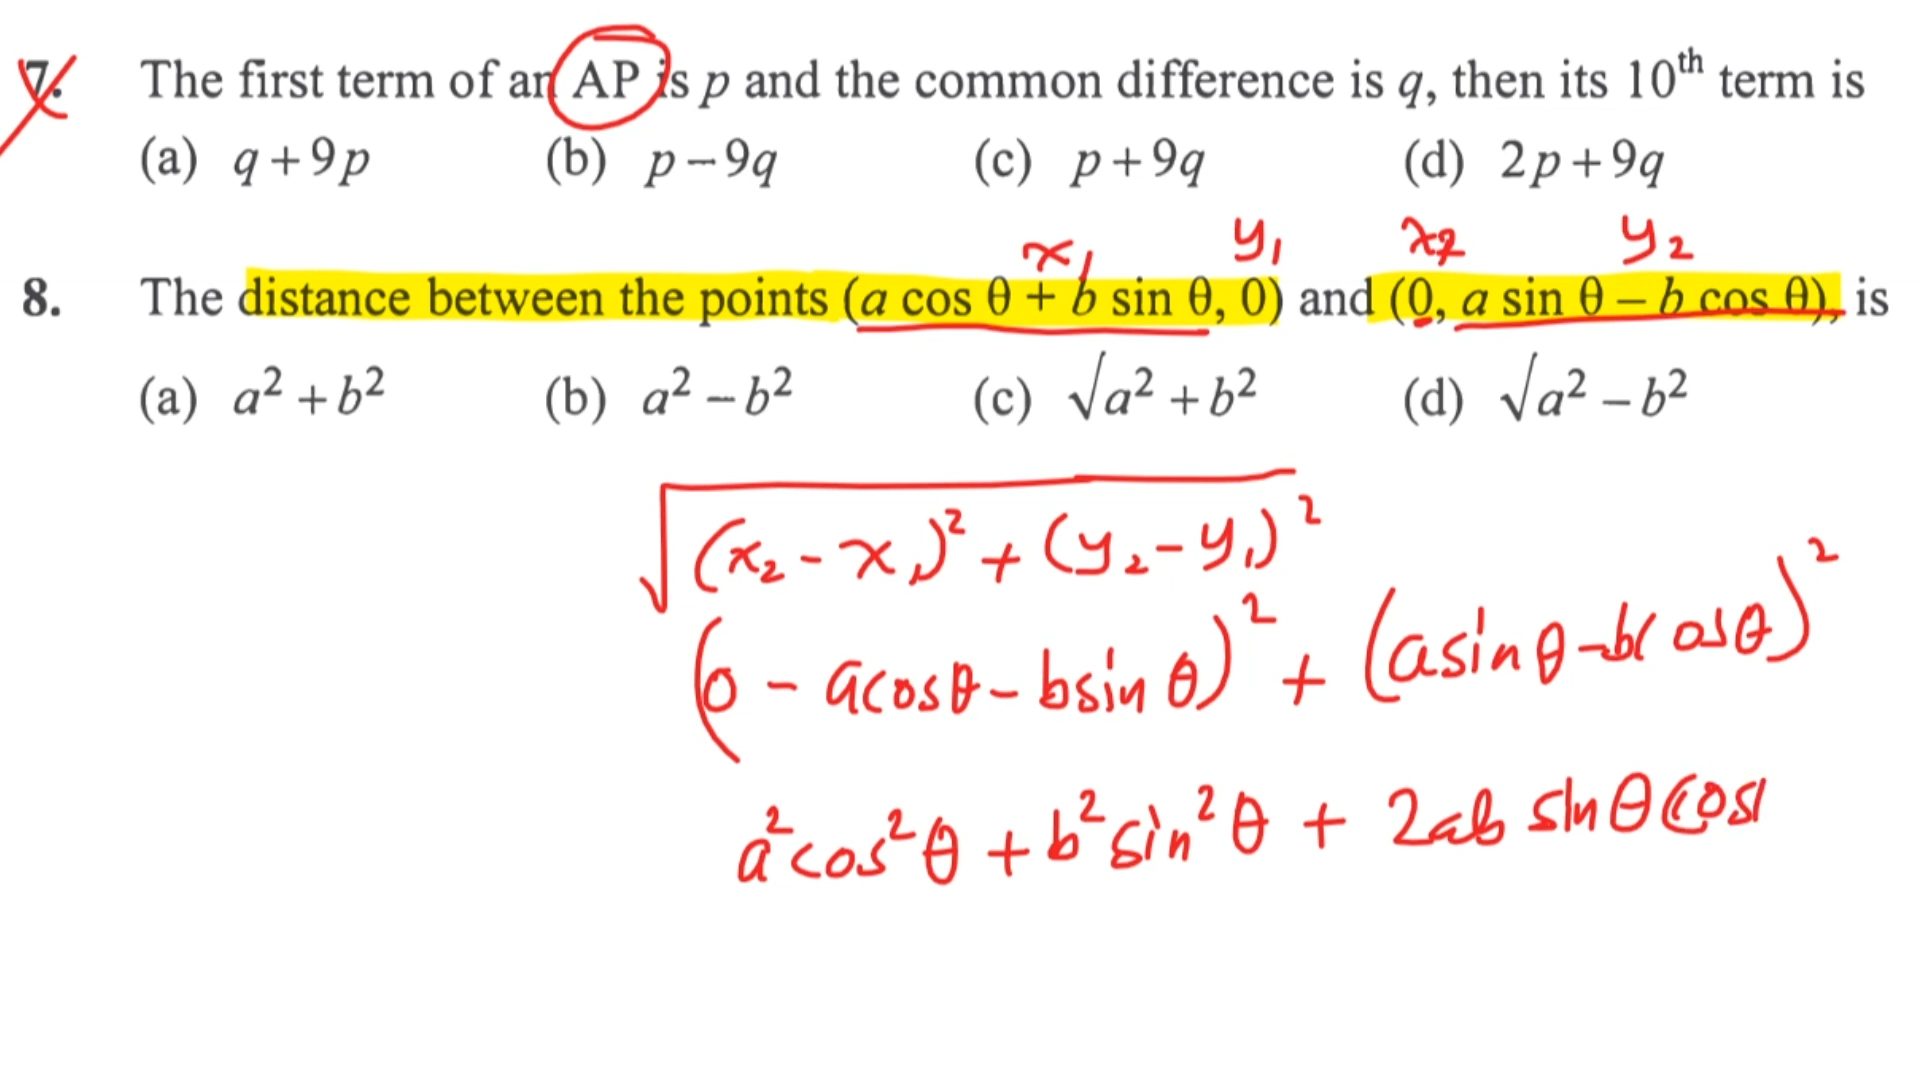 7. The first term of an AP is p and the common difference is q, then its 10th term is
(a) q+9p (b) p-9q (c) p+9q (d) 2p+9q
x₁ y₁ x₂ y₂
8. The distance between the points (a cos θ + b sin θ, 0) and (0, a sin θ – b cos θ), is
(a) a² + b² (b) a² – b² (c) √a² + b² (d) √a² – b²
√(x₂ - x₁)² + (y₂ - y₁)²
(0 - acosθ - bsinθ)² + (asinθ - bcosθ)²
a²cos²θ + b²sin²θ + 2ab sinθ cos